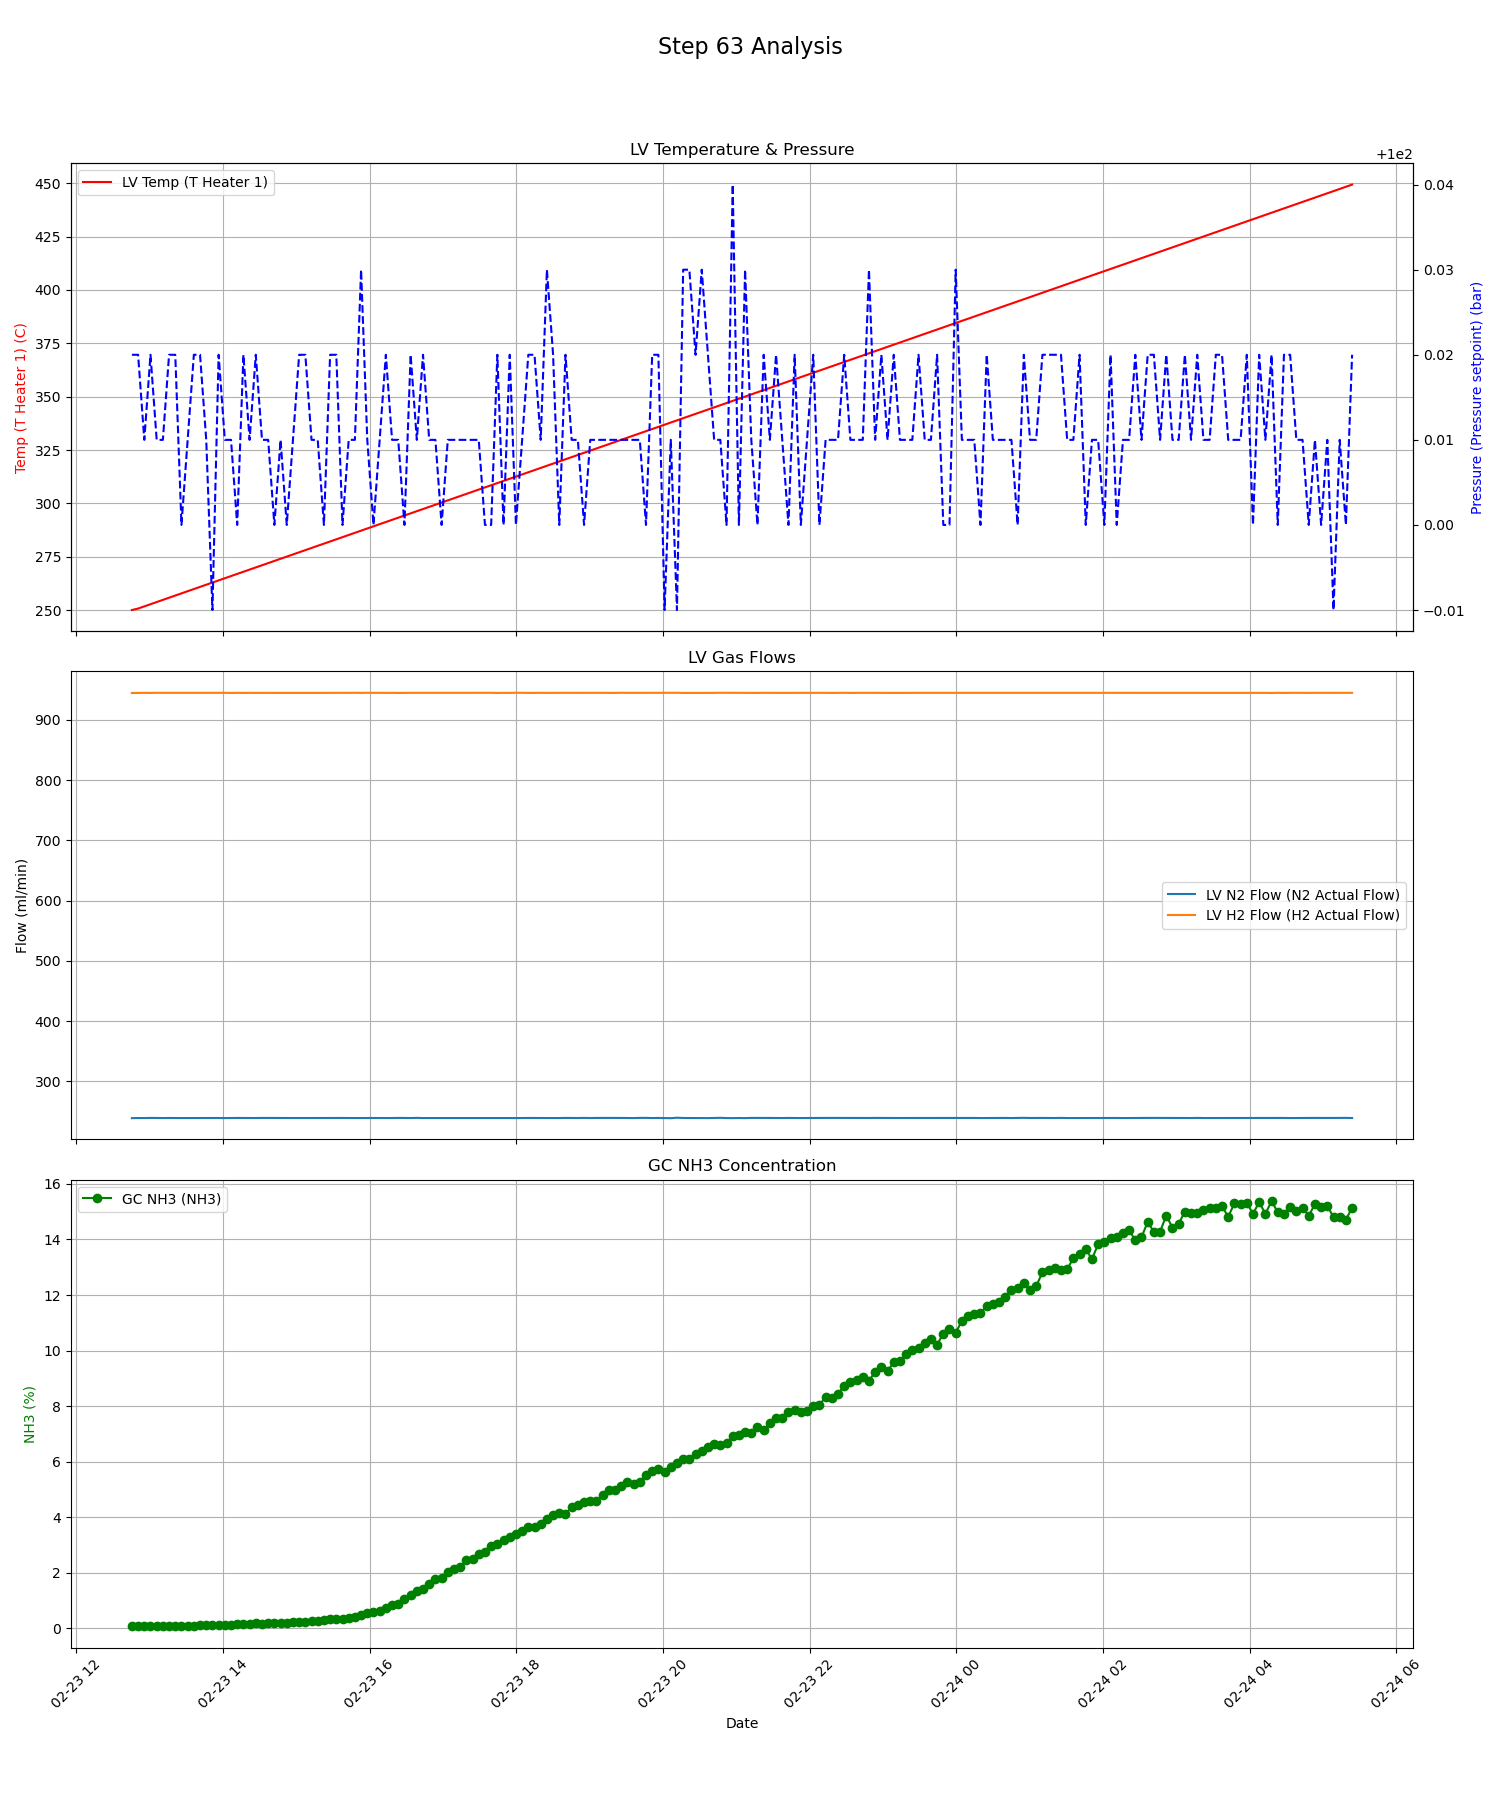 Step 63 Analysis
LV Temperature & Pressure
+1e2
LV Temp (T Heater 1)
Temp (T Heater 1) (C)
450
425
400
375
350
325
300
275
250
0.04
0.03
0.02
0.01
0.00
−0.01
Pressure (Pressure setpoint) (bar)
LV Gas Flows
Flow (ml/min)
900
800
700
600
500
400
300
LV N2 Flow (N2 Actual Flow)
LV H2 Flow (H2 Actual Flow)
GC NH3 Concentration
GC NH3 (NH3)
NH3 (%)
16
14
12
10
8
6
4
2
0
02-23 12
02-23 14
02-23 16
02-23 18
02-23 20
02-23 22
02-24 00
02-24 02
02-24 04
02-24 06
Date